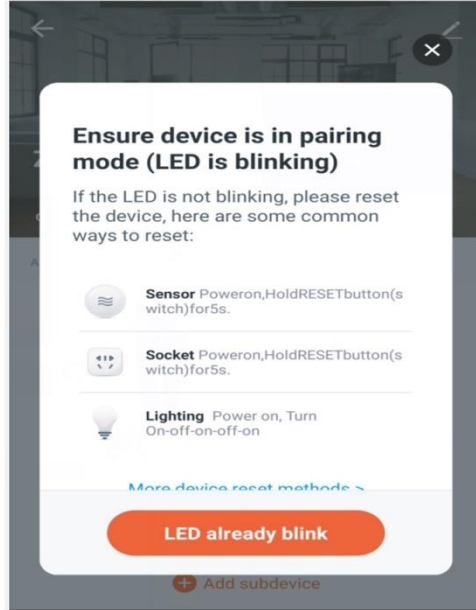 Ensure device is in pairing
mode (LED is blinking)
If the LED is not blinking, please reset
the device, here are some common
ways to reset:
Sensor Poweron,HoldRESETbutton(s
witch)for5s.
Socket Poweron,HoldRESETbutton(s
witch)for5s.
Lighting Power on, Turn
On-off-on-off-on
More device reset methods >
LED already blink
Add subdevice